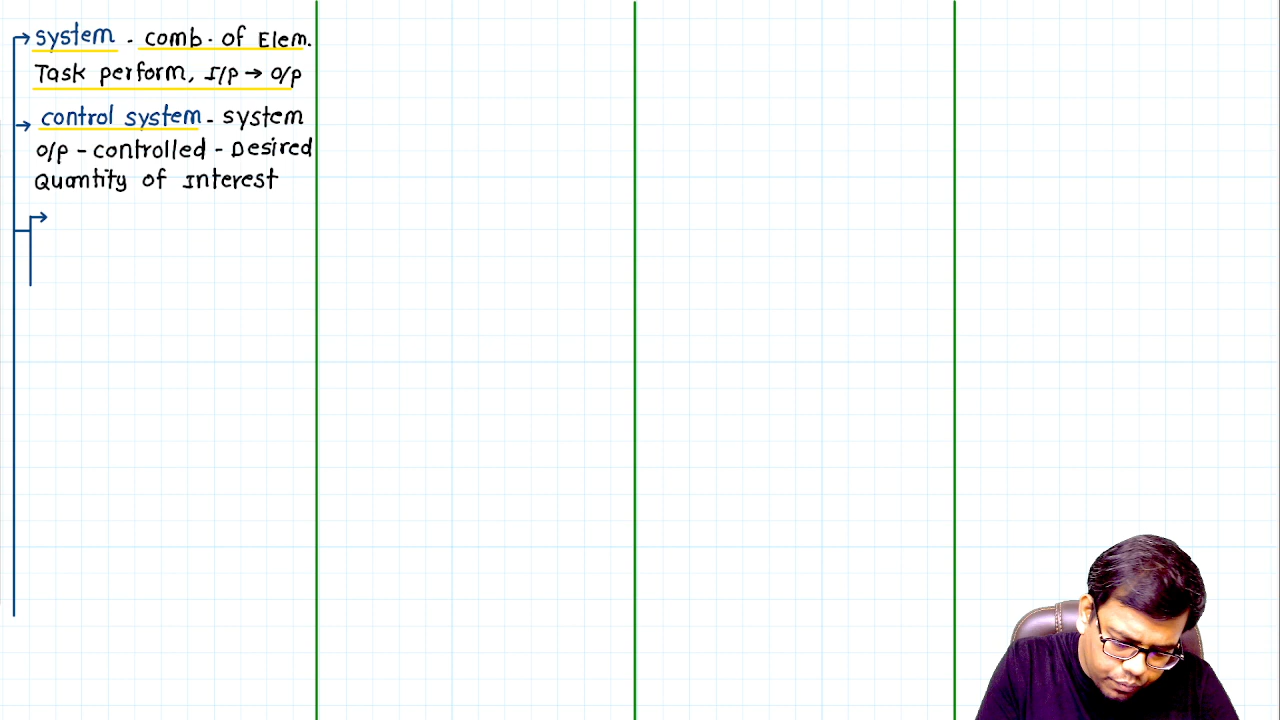 system - comb. of Elem.
Task perform, I/p → o/p
control system - system
o/p - controlled - Desired
Quantity of Interest